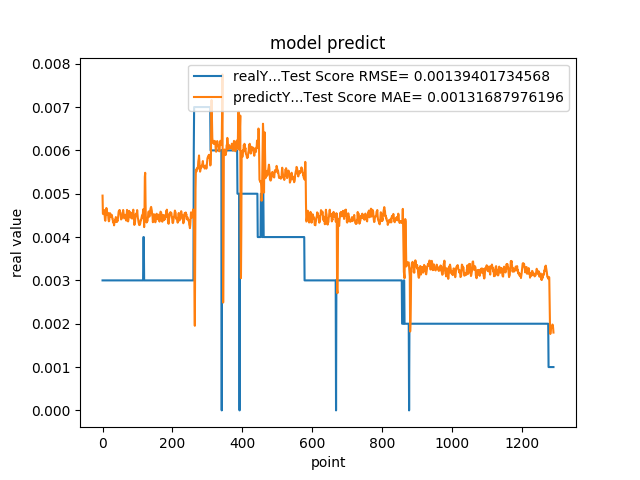 model predict
realY...Test Score RMSE= 0.00139401734568
predictY...Test Score MAE= 0.00131687976196
0.008
0.007
0.006
0.005
0.004
0.003
0.002
0.001
0.000
real value
0 200 400 600 800 1000 1200
point